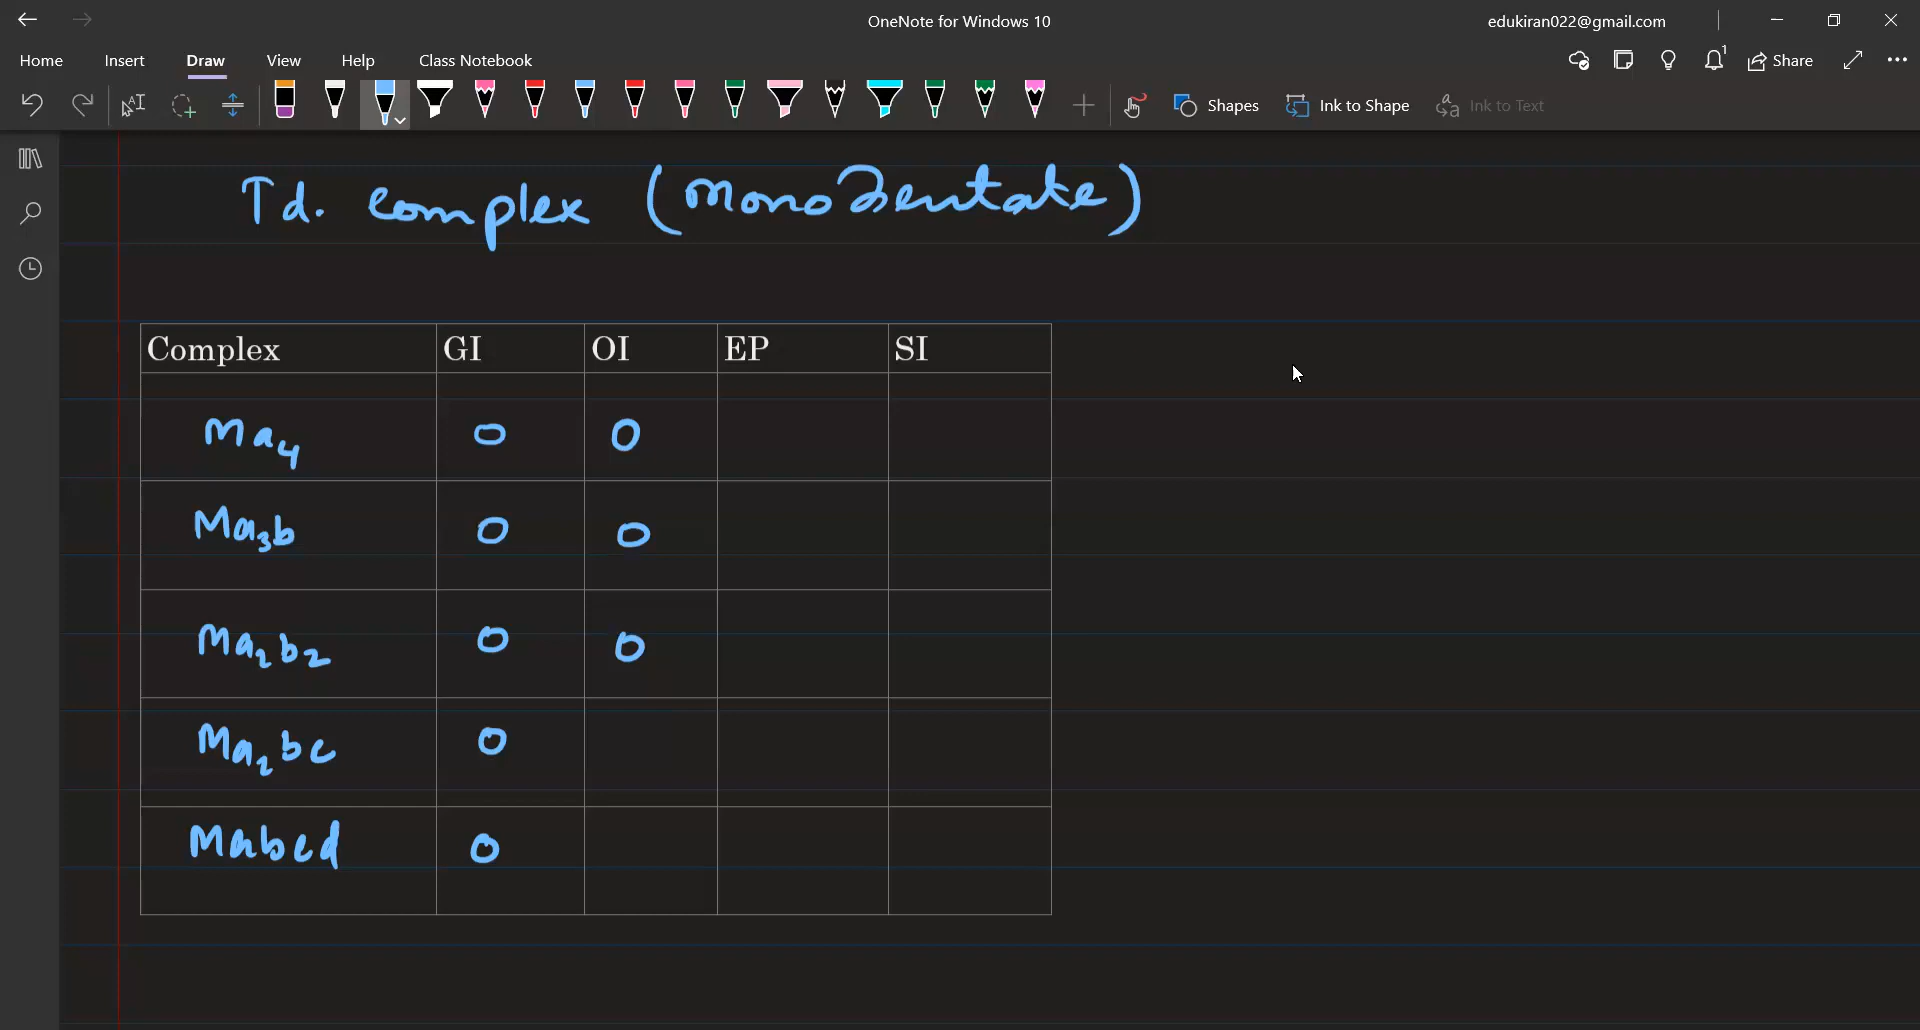 OneNote for Windows 10
edukiran022@gmail.com
Home Insert Draw View Help Class Notebook
1
Share
Shapes
Ink to Shape
Ink to Text
Td. complex (monodentate)
Complex GI OI EP SI
Ma4 0 0
Ma3b 0 0
Ma2b2 0 0
Ma2bc 0
Mabcd 0